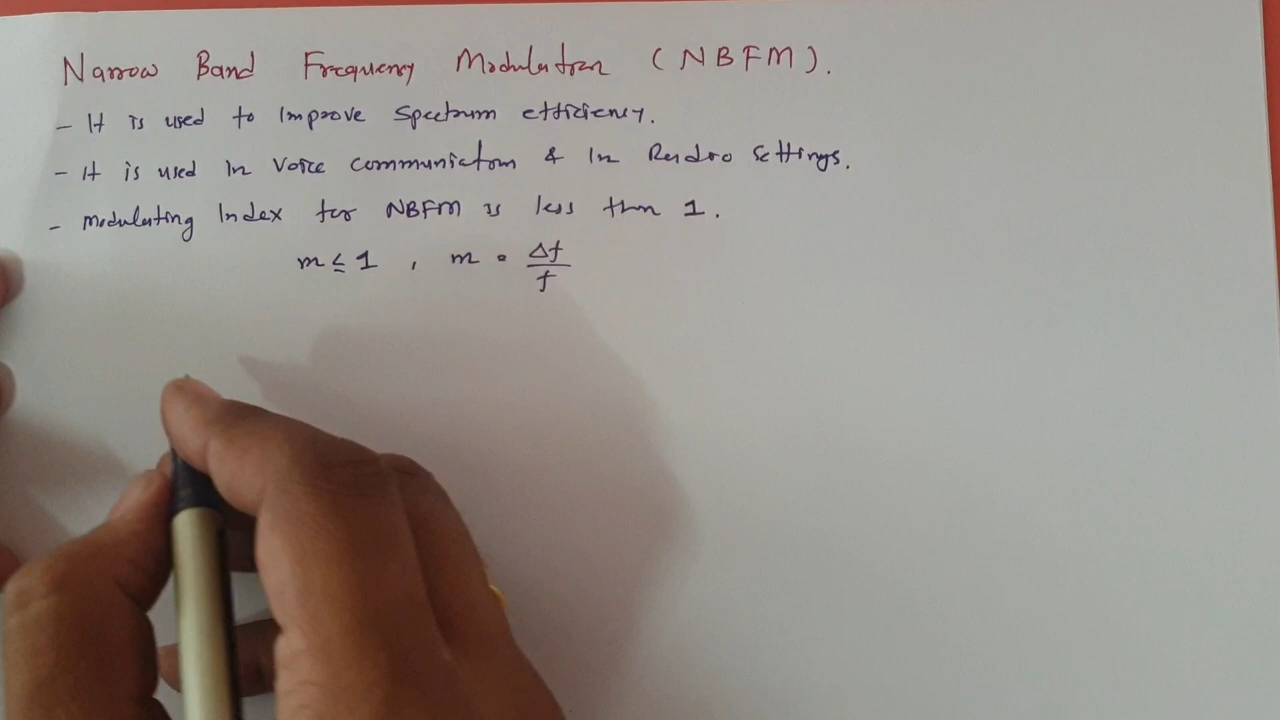 Narrow Band Frequency Modulation (NBFM).
- It is used to Improve Spectrum efficiency.
- It is used in Voice communication & in Radio Settings.
- Modulating Index for NBFM is less than 1.
m ≤ 1 , m = Δf/f